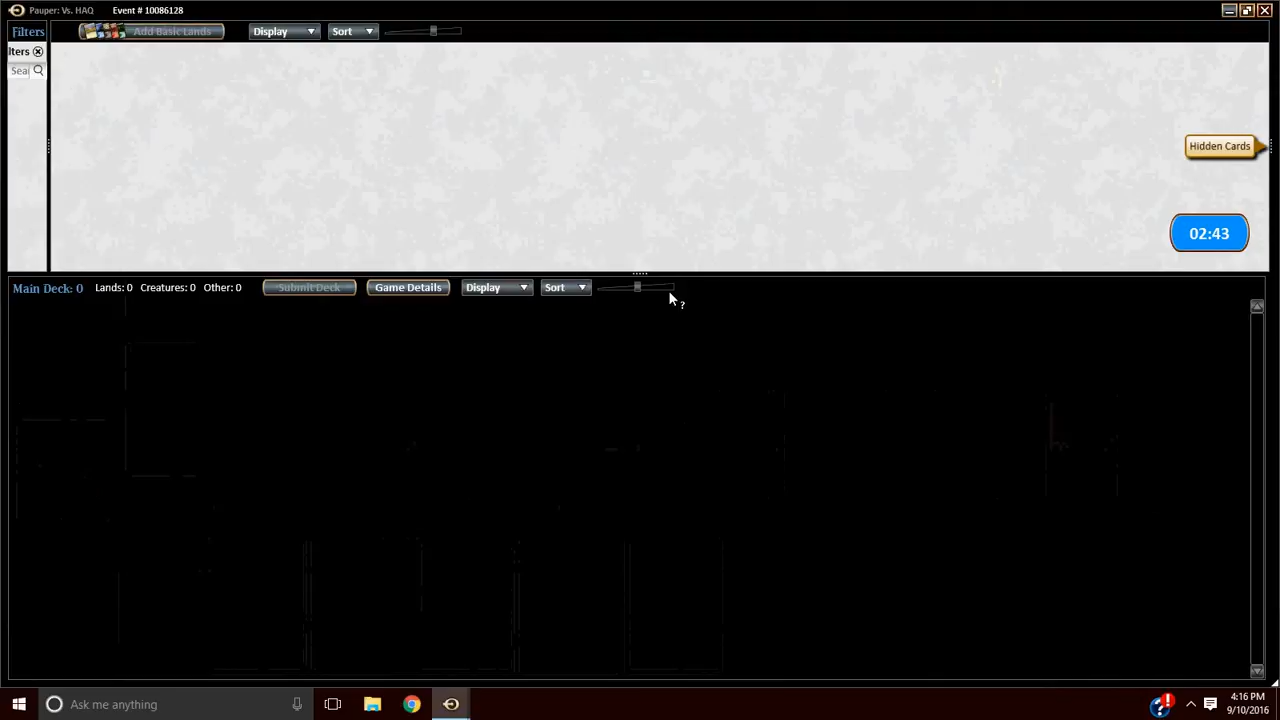 Pauper: Vs. HAQ Event # 10086128
Filters Add Basic Lands Display Sort
lters
Sea
Hidden Cards
02:43
Main Deck: 0 Lands: 0 Creatures: 0 Other: 0 Submit Deck Game Details Display Sort
?
Ask me anything
4:16 PM
9/10/2016